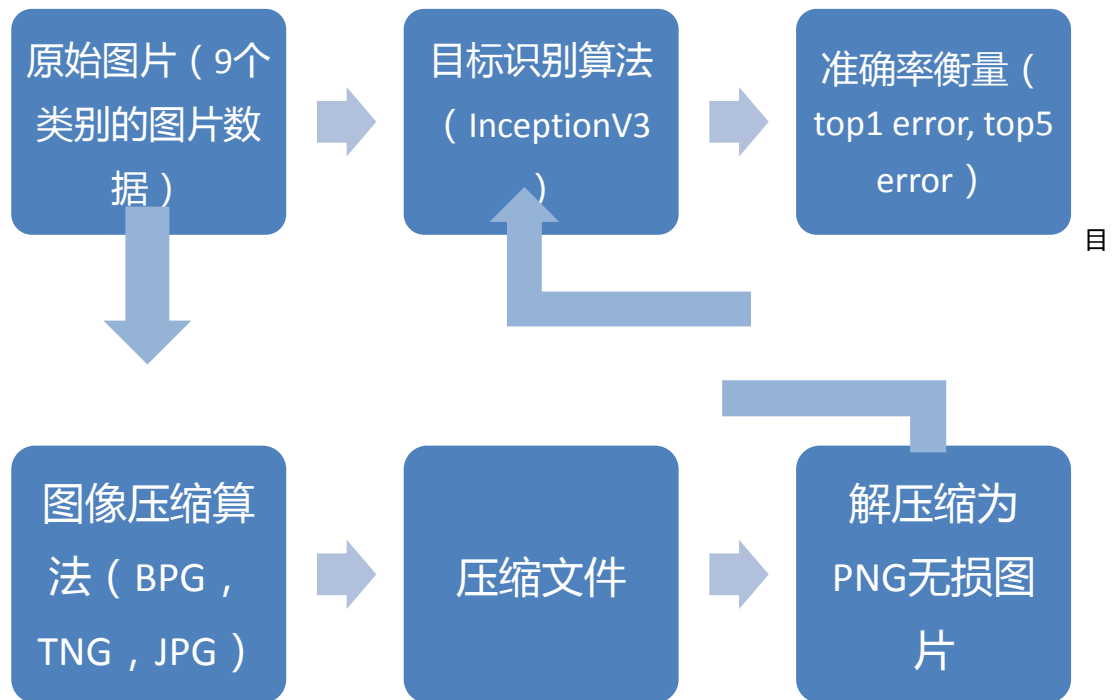 原始图片（9个
类别的图片数
据）
目标识别算法
（InceptionV3
）
准确率衡量（
top1 error, top5
error）
目
图像压缩算
法（BPG，
TNG，JPG）
压缩文件
解压缩为
PNG无损图
片